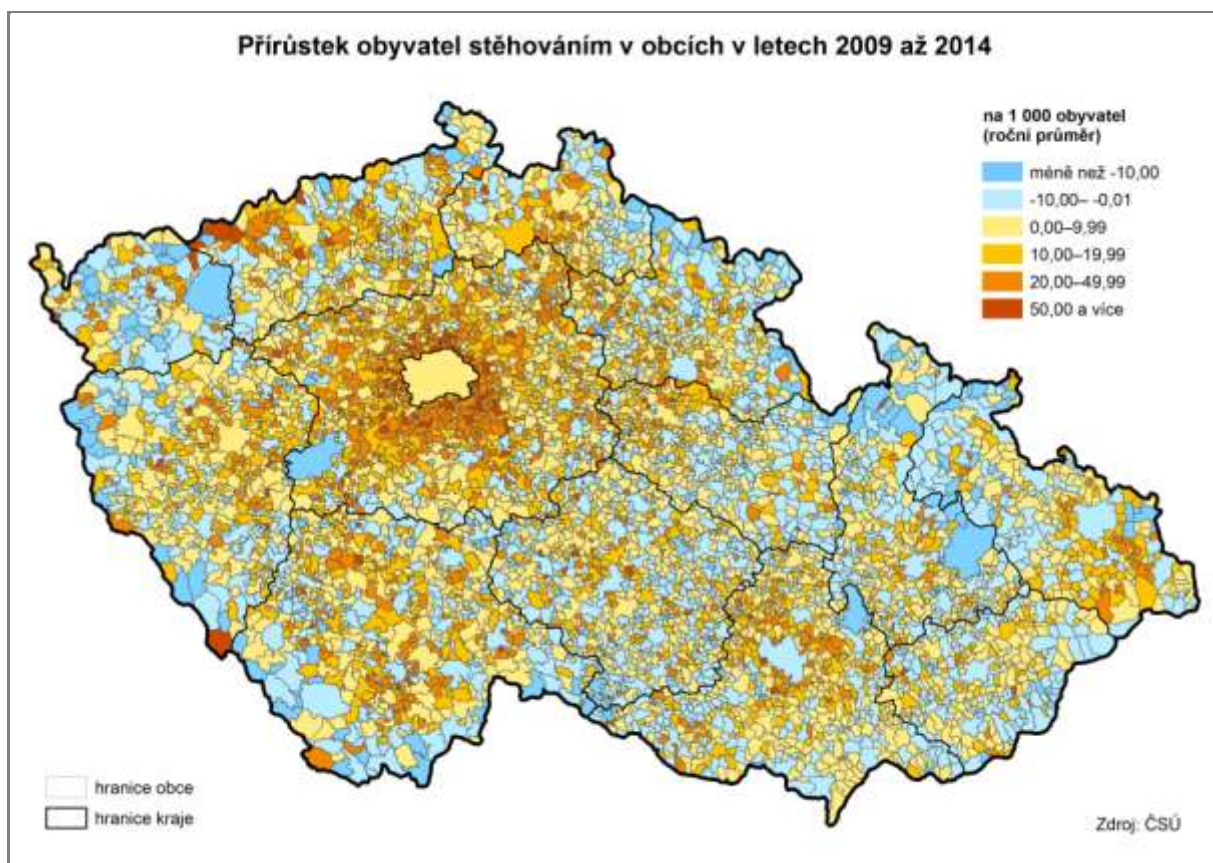 Přírůstek obyvatel stěhováním v obcích v letech 2009 až 2014
na 1 000 obyvatel
(roční průměr)
méně než -10,00
-10,00– -0,01
0,00–9,99
10,00–19,99
20,00–49,99
50,00 a více
hranice obce
hranice kraje
Zdroj: ČSÚ